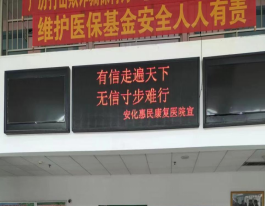 维护医保基金安全人人有责
有信走遍天下
无信寸步难行
安化惠民康复医院宣